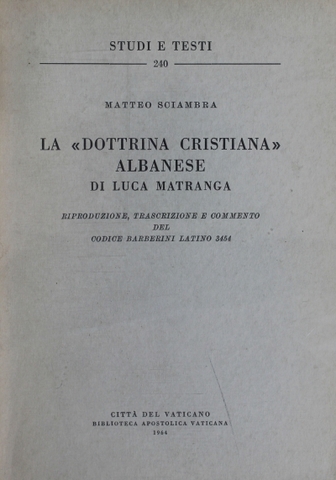 STUDI E TESTI
240
MATTEO SCIAMBRA
LA «DOTTRINA CRISTIANA»
ALBANESE
DI LUCA MATRANGA
RIPRODUZIONE, TRASCRIZIONE E COMMENTO
DEL
CODICE BARBERINI LATINO 3454
CITTÀ DEL VATICANO
BIBLIOTECA APOSTOLICA VATICANA
1964